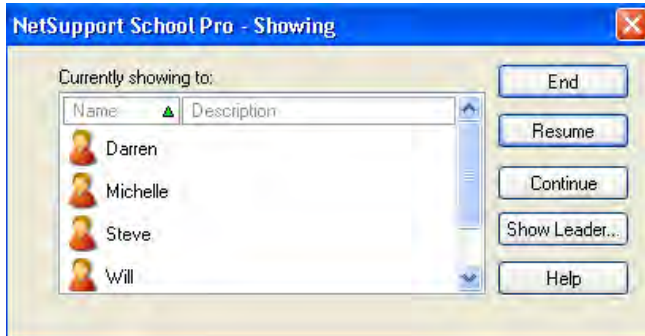 NetSupport School Pro - Showing
Currently showing to:
Name Description
Darren
Michelle
Steve
Will
End
Resume
Continue
Show Leader...
Help